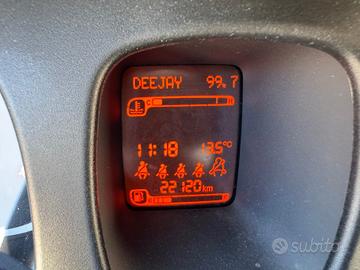 DEEJAY 99.7
C H
11:18 13.5°C
22120km
subito